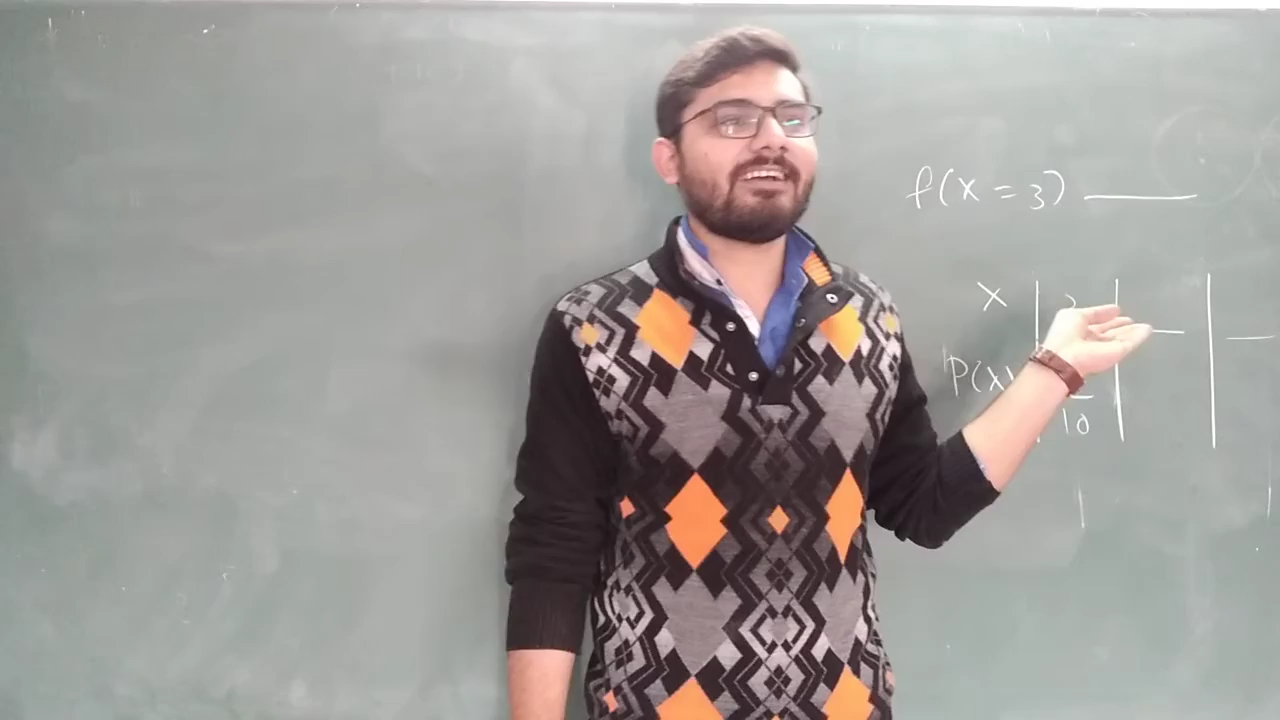 f(x = 3)
x
P(x)
10